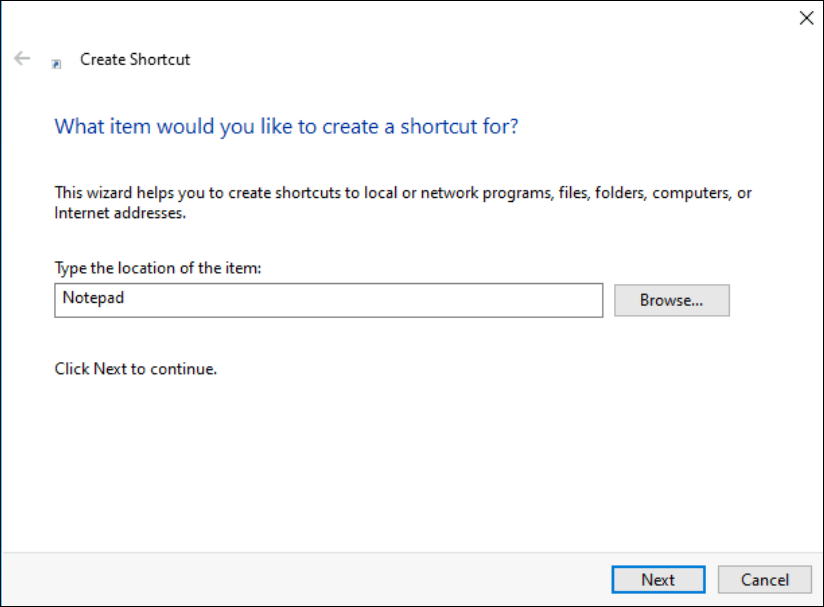 Create Shortcut
What item would you like to create a shortcut for?
This wizard helps you to create shortcuts to local or network programs, files, folders, computers, or
Internet addresses.
Type the location of the item:
Notepad
Browse...
Click Next to continue.
Next
Cancel